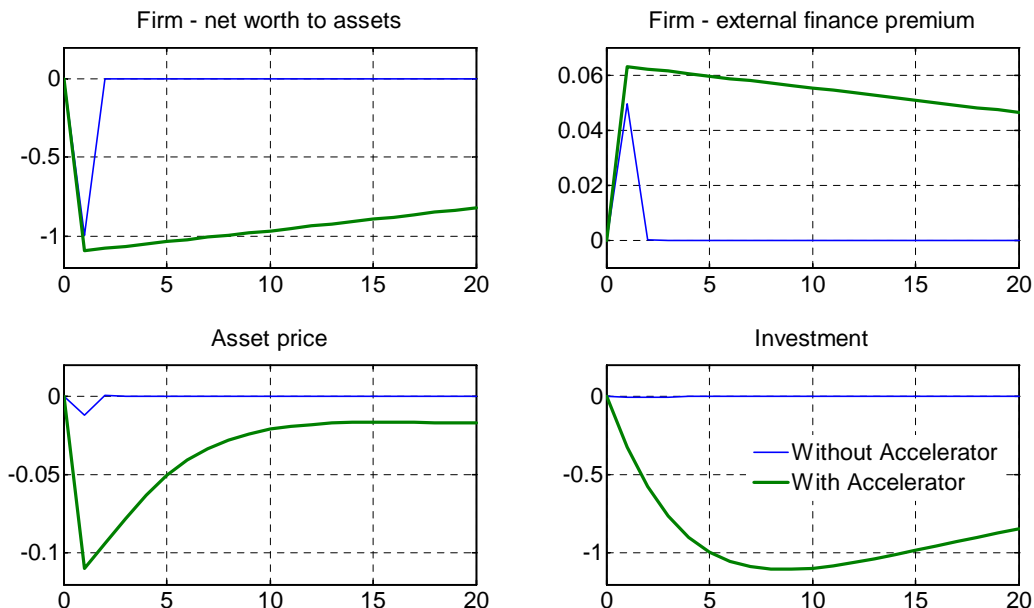 Firm - net worth to assets
0
-0.5
-1
0 5 10 15 20
Firm - external finance premium
0.06
0.04
0.02
0
0 5 10 15 20
Asset price
0
-0.05
-0.1
0 5 10 15 20
Investment
0
-0.5
-1
Without Accelerator
With Accelerator
0 5 10 15 20